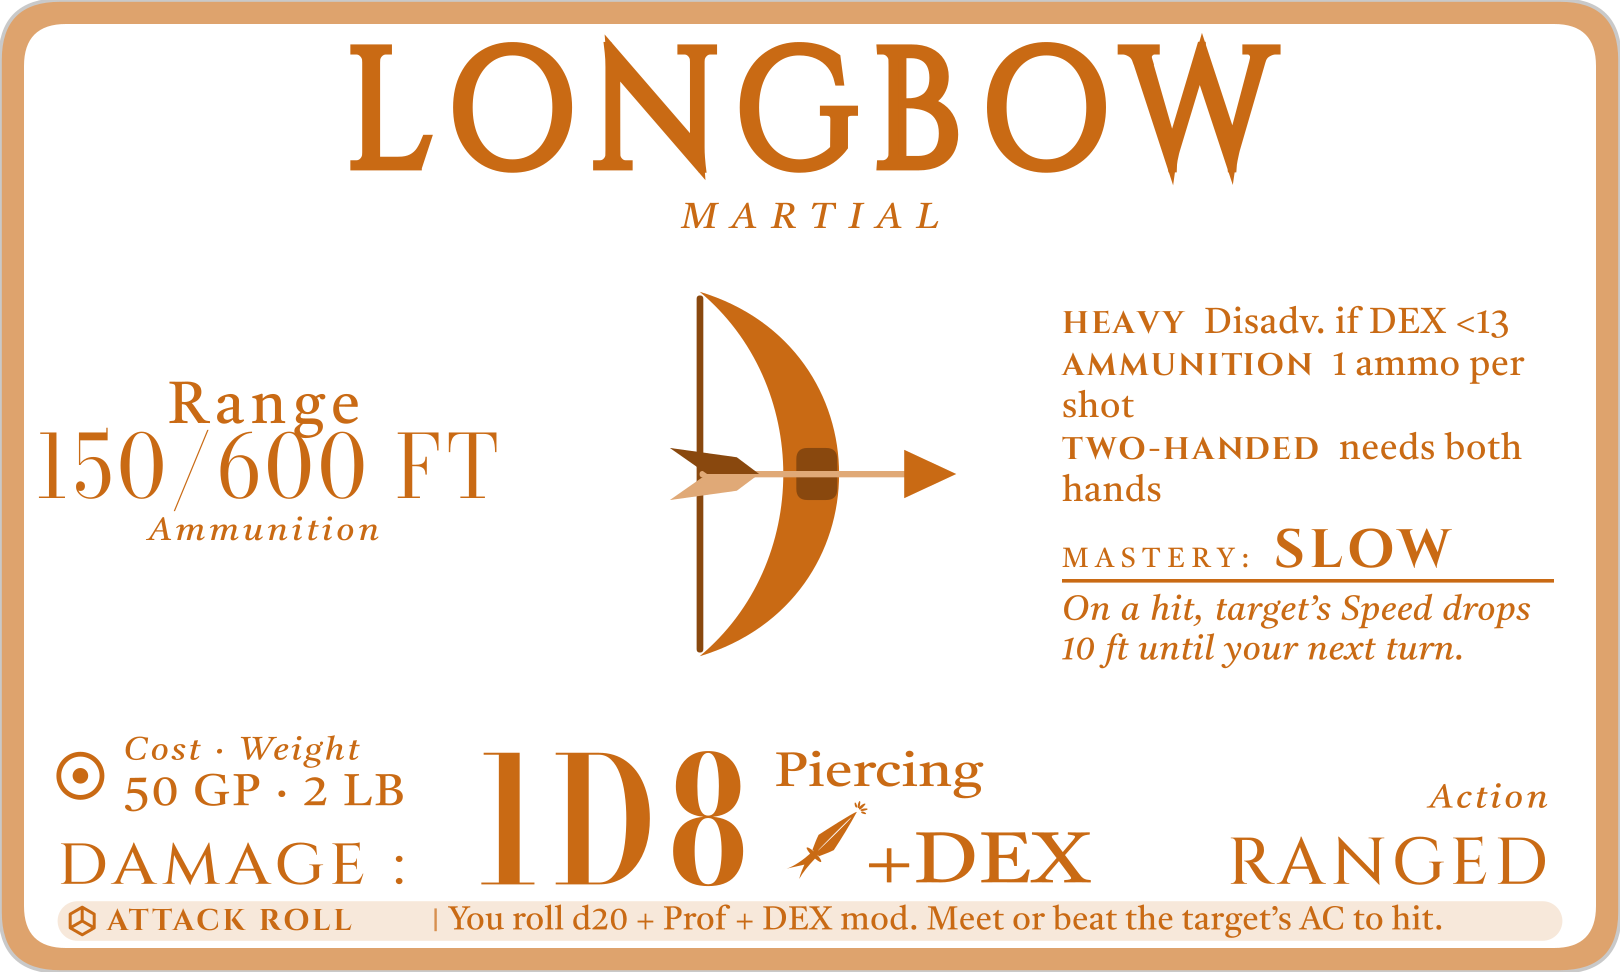 LONGBOW
MARTIAL
Range
150/600 FT
Ammunition
HEAVY Disadv. if DEX <13
AMMUNITION 1 ammo per
shot
TWO-HANDED needs both
hands
MASTERY: SLOW
On a hit, target’s Speed drops
10 ft until your next turn.
Cost · Weight
50 GP · 2 LB
DAMAGE :
1D8
Piercing
+DEX
Action
RANGED
ATTACK ROLL | You roll d20 + Prof + DEX mod. Meet or beat the target’s AC to hit.